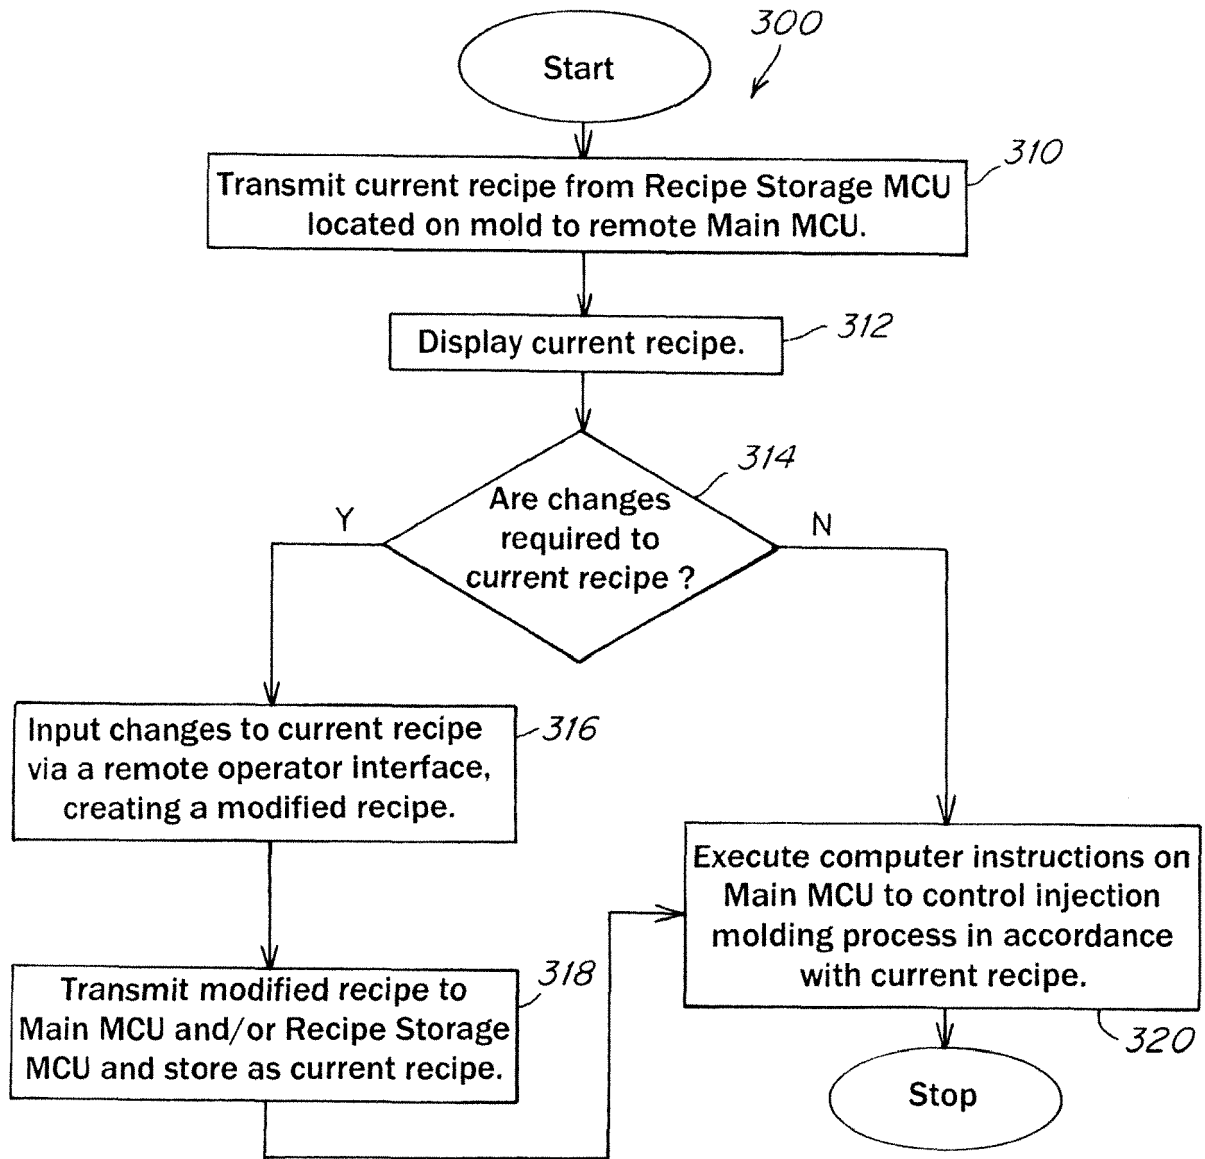 300
Start
310
Transmit current recipe from Recipe Storage MCU
located on mold to remote Main MCU.
312
Display current recipe.
314
Are changes
required to
current recipe ?
Y
N
316
Input changes to current recipe
via a remote operator interface,
creating a modified recipe.
Execute computer instructions on
Main MCU to control injection
molding process in accordance
with current recipe.
318
Transmit modified recipe to
Main MCU and/or Recipe Storage
MCU and store as current recipe.
320
Stop